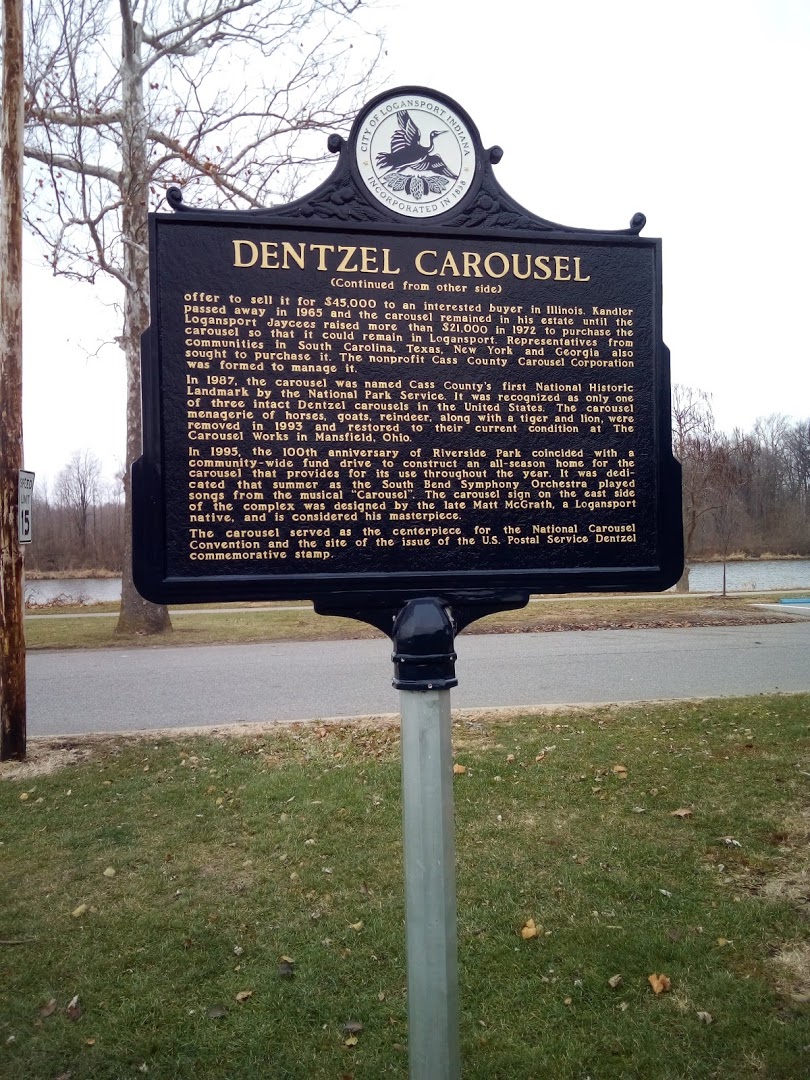 CITY OF LOGANSPORT INDIANA
INCORPORATED IN 1838
DENTZEL CAROUSEL
(Continued from other side)
offer to sell it for $45,000 to an interested buyer in Illinois. Kandler
passed away in 1965 and the carousel remained in his estate until the
Logansport Jaycees raised more than $21,000 in 1972 to purchase the
carousel so that it could remain in Logansport. Representatives from
communities in South Carolina, Texas, New York and Georgia also
sought to purchase it. The nonprofit Cass County Carousel Corporation
was formed to manage it.
In 1987, the carousel was named Cass County's first National Historic
Landmark by the National Park Service. It was recognized as only one
of three intact Dentzel carousels in the United States. The carousel
menagerie of horses, goats, reindeer, along with a tiger and lion, were
removed in 1993 and restored to their current condition at The
Carousel Works in Mansfield, Ohio.
In 1995, the 100th anniversary of Riverside Park coincided with a
community-wide fund drive to construct an all-season home for the
carousel that provides for its use throughout the year. It was dedi-
cated that summer as the South Bend Symphony Orchestra played
songs from the musical "Carousel". The carousel sign on the east side
of the complex was designed by the late Matt McGrath, a Logansport
native, and is considered his masterpiece.
The carousel served as the centerpiece for the National Carousel
Convention and the site of the issue of the U.S. Postal Service Dentzel
commemorative stamp.
15